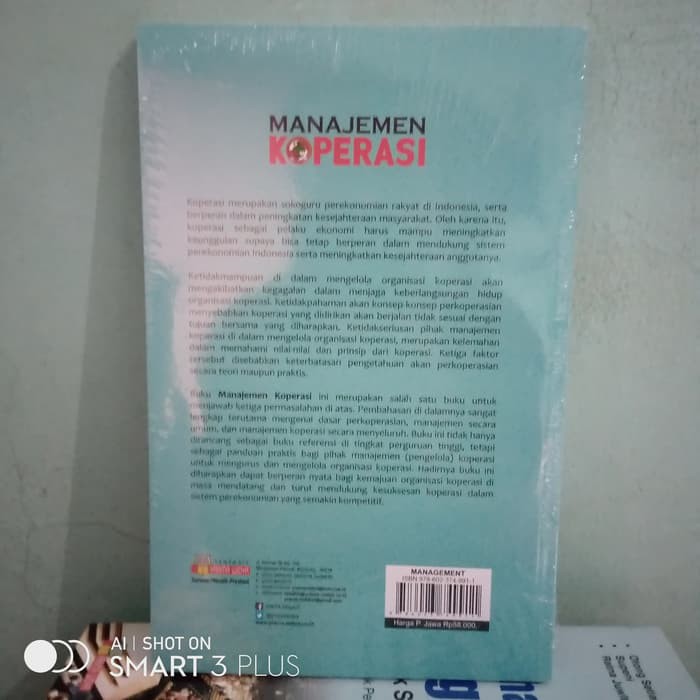 MANAJEMEN
KOPERASI
Koperasi merupakan sokoguru perekonomian rakyat di Indonesia, serta
berperan dalam peningkatan kesejahteraan masyarakat. Oleh karena itu,
koperasi sebagai pelaku ekonomi harus mampu meningkatkan
keunggulan supaya bisa tetap berperan dalam mendukung sistem
perekonomian Indonesia serta meningkatkan kesejahteraan anggotanya.
Ketidakmampuan di dalam mengelola organisasi koperasi akan
mengakibatkan kegagalan dalam menjaga keberlangsungan hidup
organisasi koperasi. Ketidakpahaman akan konsep konsep perkoperasian
menyebabkan koperasi yang didirikan akan berjalan tidak sesuai dengan
tujuan bersama yang diharapkan. Ketidakseriusan pihak manajemen
koperasi di dalam mengelola organisasi koperasi, merupakan kelemahan
dalam memahami nilai-nilai dan prinsip dari koperasi. Ketiga faktor
tersebut disebabkan keterbatasan pengetahuan akan perkoperasian
secara teori maupun praktis.
Buku Manajemen Koperasi ini merupakan salah satu buku untuk
menjawab ketiga permasalahan di atas. Pembahasan di dalamnya sangat
lengkap terutama mengenai dasar perkoperasian, manajemen secara
umum, dan manajemen koperasi secara menyeluruh. Buku ini tidak hanya
dirancang sebagai buku referensi di tingkat perguruan tinggi, tetapi
sebagai panduan praktis bagi pihak manajemen (pengelola) koperasi
untuk mengurus dan mengelola organisasi koperasi. Hadirnya buku ini
diharapkan dapat berperan nyata bagi kemajuan organisasi koperasi di
masa mendatang dan turut mendukung kesuksesan koperasi dalam
sistem perekonomian yang semakin kompetitif.
MANAGEMENT
Harga P. Jawa Rp58.000,-
AI | SHOT ON
SMART 3 PLUS